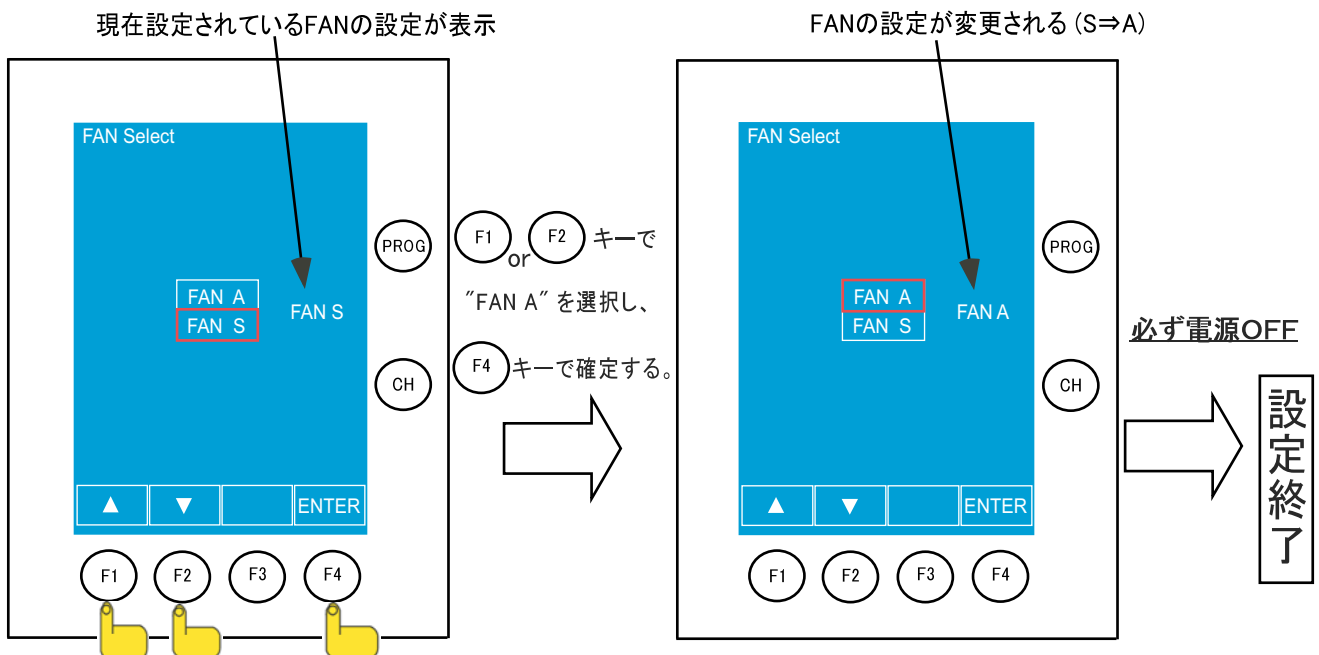 現在設定されているFANの設定が表示
FAN Select
FAN A
FAN S
FAN S
PROG
CH
▲ ▼ ENTER
F1 F2 F3 F4
F1 or F2 キーで
"FAN A" を選択し、
F4 キーで確定する。
FANの設定が変更される (S⇒A)
FAN Select
FAN A
FAN S
FAN A
PROG
CH
▲ ▼ ENTER
F1 F2 F3 F4
必ず電源OFF
設定終了